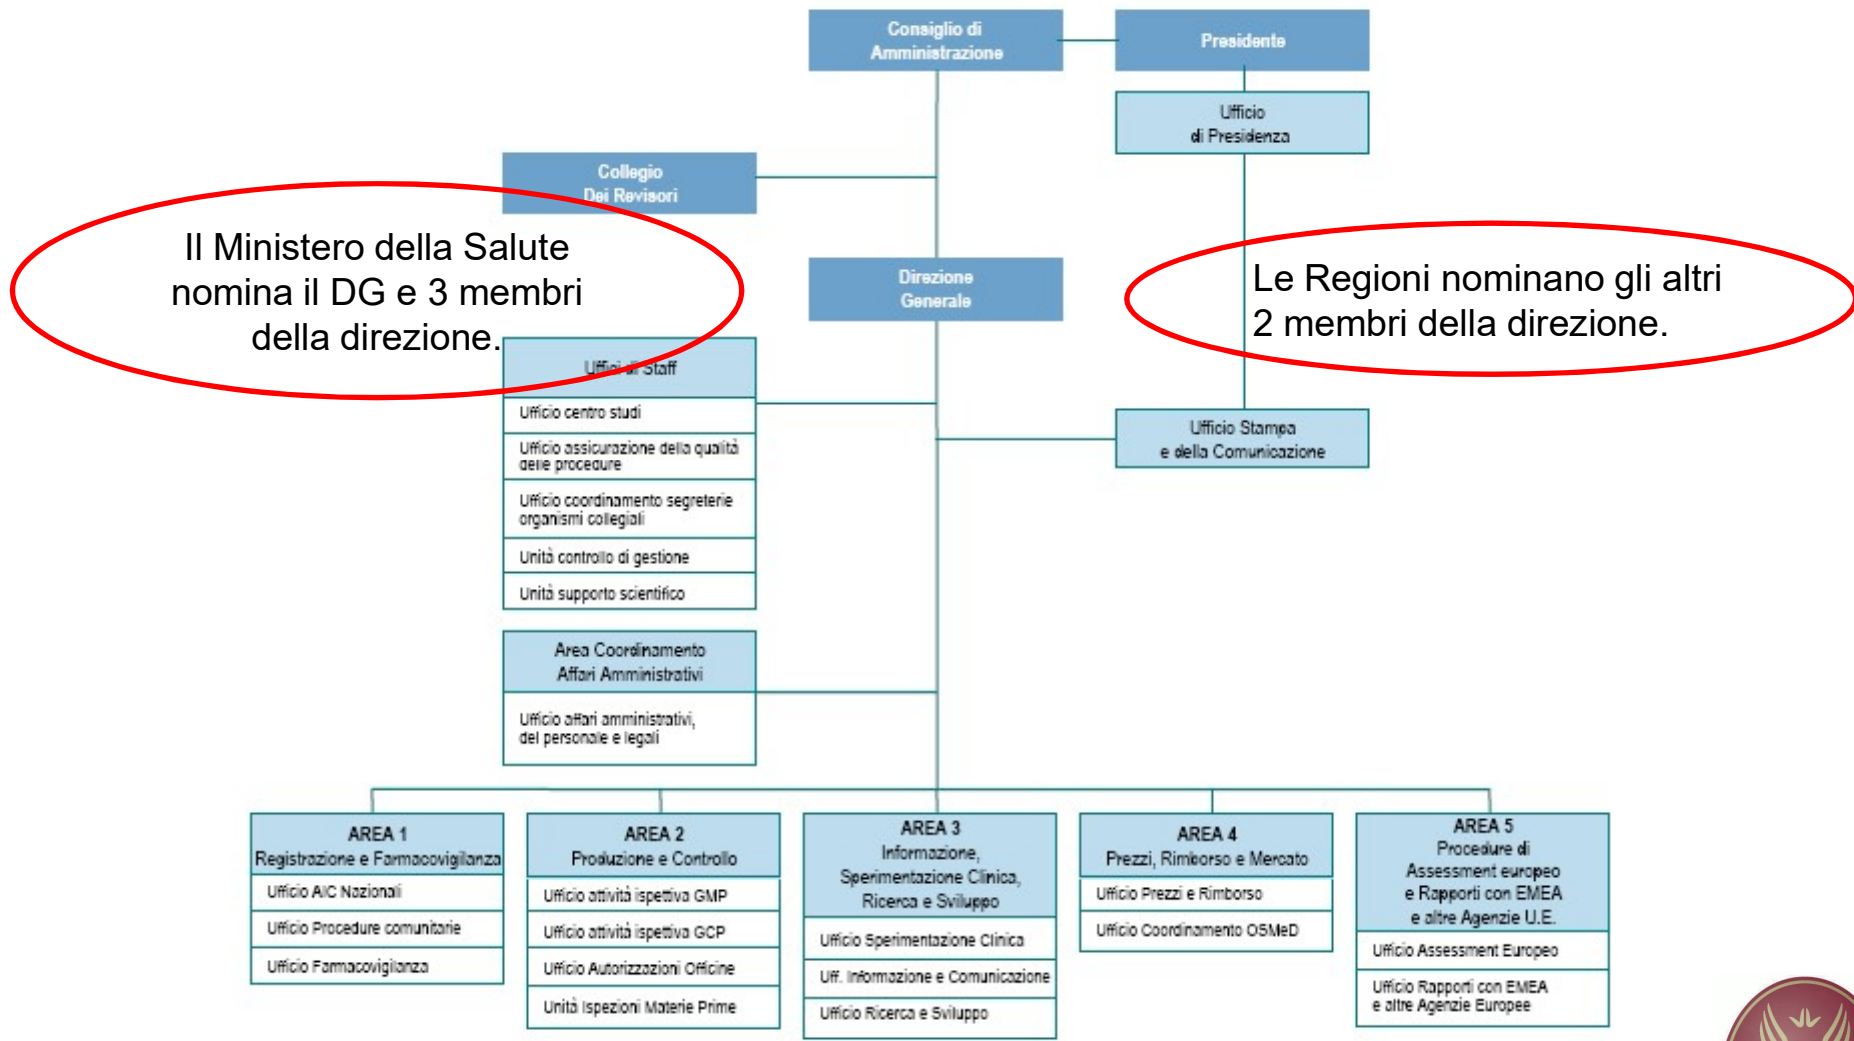 Consiglio di
Amministrazione
Presidente
Ufficio
di Presidenza
Collegio
Dei Revisori
Il Ministero della Salute
nomina il DG e 3 membri
della direzione.
Direzione
Generale
Le Regioni nominano gli altri
2 membri della direzione.
Uffici di Staff
Ufficio centro studi
Ufficio assicurazione della qualità
delle procedure
Ufficio coordinamento segreterie
organismi collegiali
Unità controllo di gestione
Unità supporto scientifico
Ufficio Stampa
e della Comunicazione
Area Coordinamento
Affari Amministrativi
Ufficio affari amministrativi,
del personale e legali
AREA 1
Registrazione e Farmacovigilanza
Ufficio AIC Nazionali
Ufficio Procedure comunitarie
Ufficio Farmacovigilanza
AREA 2
Produzione e Controllo
Ufficio attività ispettiva GMP
Ufficio attività ispettiva GCP
Ufficio Autorizzazioni Officine
Unità Ispezioni Materie Prime
AREA 3
Informazione,
Sperimentazione Clinica,
Ricerca e Sviluppo
Ufficio Sperimentazione Clinica
Uff. Informazione e Comunicazione
Ufficio Ricerca e Sviluppo
AREA 4
Prezzi, Rimborso e Mercato
Ufficio Prezzi e Rimborso
Ufficio Coordinamento OSMeD
AREA 5
Procedure di
Assessment europeo
e Rapporti con EMEA
e altre Agenzie U.E.
Ufficio Assessment Europeo
Ufficio Rapporti con EMEA
e altre Agenzie Europee